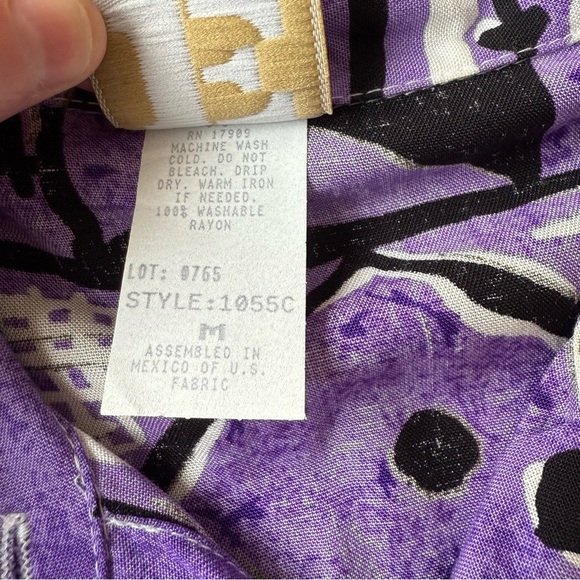 RN 17909
MACHINE WASH
COLD. DO NOT
BLEACH. DRIP
DRY. WARM IRON
IF NEEDED.
100% WASHABLE
RAYON
LOT: 0765
STYLE:1055C
M
ASSEMBLED IN
MEXICO OF U.S.
FABRIC